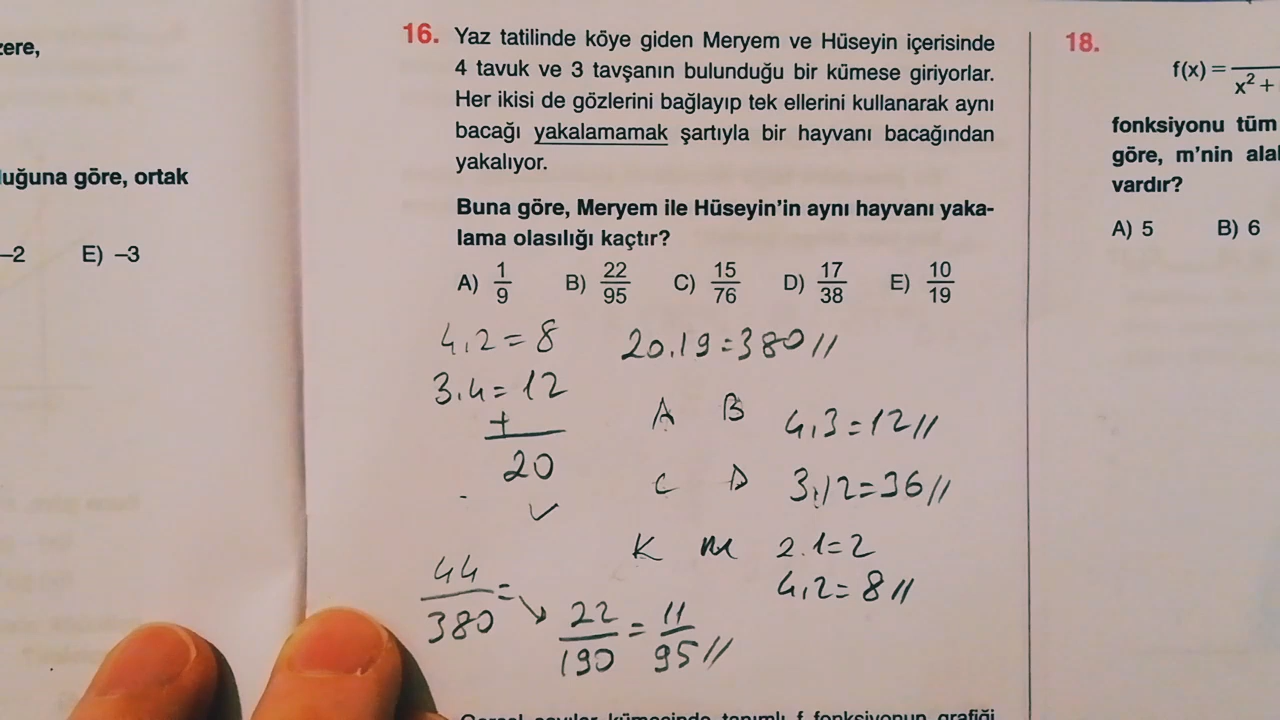 zere,
luğuna göre, ortak
–2 E) –3
16. Yaz tatilinde köye giden Meryem ve Hüseyin içerisinde
4 tavuk ve 3 tavşanın bulunduğu bir kümese giriyorlar.
Her ikisi de gözlerini bağlayıp tek ellerini kullanarak aynı
bacağı yakalamamak şartıyla bir hayvanı bacağından
yakalıyor.
Buna göre, Meryem ile Hüseyin'in aynı hayvanı yaka-
lama olasılığı kaçtır?
A) 1/9 B) 22/95 C) 15/76 D) 17/38 E) 10/19
4.2=8 20.19=380//
3.4=12
+
20
A B 4.3=12//
C D 3.12=36//
K M 2.1=2
4.2=8//
44/380 = 22/190 = 11/95//
18.
f(x) =
x² +
fonksiyonu tüm
göre, m'nin alal
vardır?
A) 5 B) 6